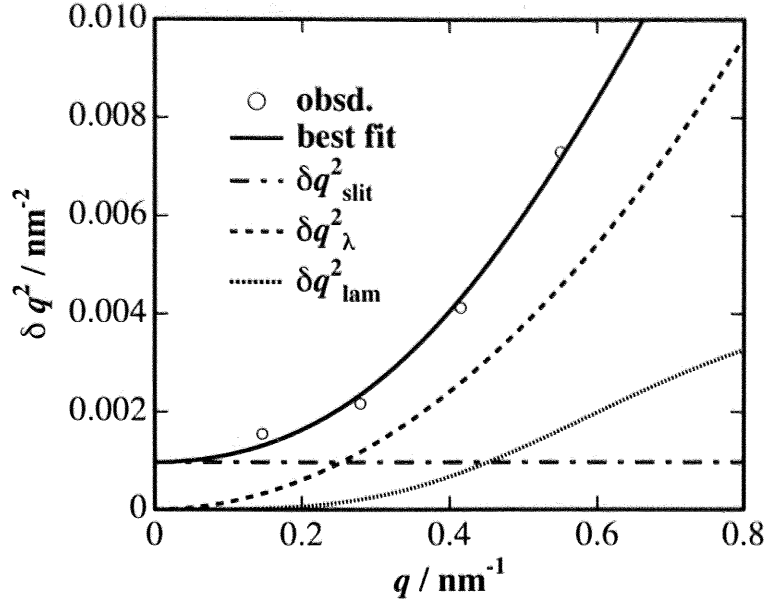 0.010
0.008
0.006
0.004
0.002
0
δ q² / nm⁻²
obsd.
best fit
δq²slit
δq²λ
δq²lam
0 0.2 0.4 0.6 0.8
q / nm⁻¹